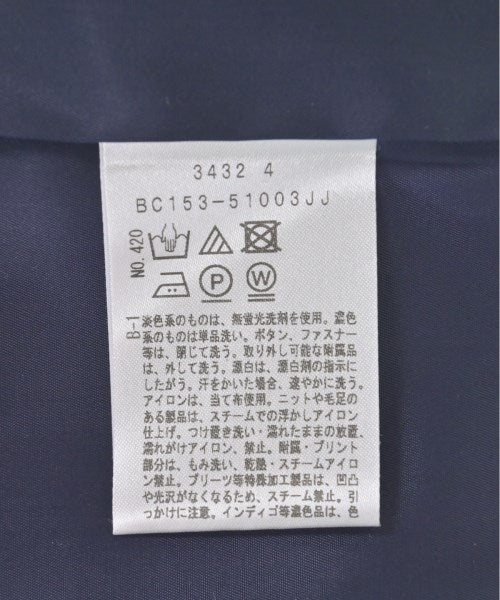 3432 4
BC153-51003JJ
NO.420
P
W
B-1
淡色系のものは、無蛍光洗剤を使用。濃色
系のものは単品洗い。ボタン、ファスナー
等は、閉じて洗う。取り外し可能な附属品
は、外して洗う。漂白は、漂白剤の指示に
したがう。汗をかいた場合、速やかに洗う。
アイロンは、当て布使用。ニットや毛足の
ある製品は、スチームでの浮かしアイロン
仕上げ。つけ置き洗い・濡れたままの放置、
濡れがけアイロン、禁止。附属・プリント
部分は、もみ洗い、乾熱・スチームアイロ
ン禁止。プリーツ等特殊加工製品は、凹凸
や光沢がなくなるため、スチーム禁止。引
っかけに注意。インディゴ等濃色品は、色